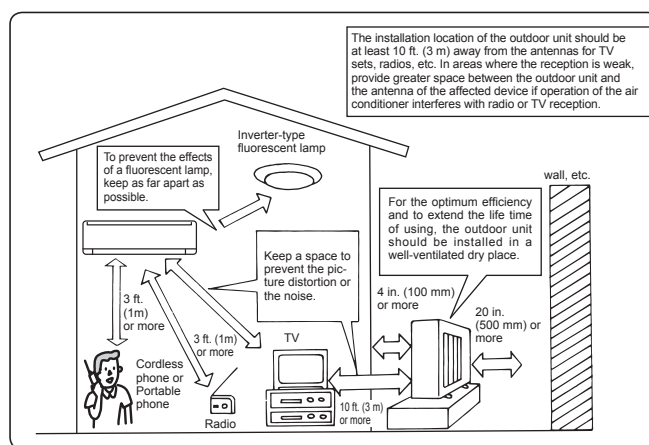 The installation location of the outdoor unit should be
at least 10 ft. (3 m) away from the antennas for TV
sets, radios, etc. In areas where the reception is weak,
provide greater space between the outdoor unit and
the antenna of the affected device if operation of the air
conditioner interferes with radio or TV reception.
Inverter-type
fluorescent lamp
To prevent the effects
of a fluorescent lamp,
keep as far apart as
possible.
wall, etc.
For the optimum efficiency
and to extend the life time
of using, the outdoor unit
should be installed in a
well-ventilated dry place.
Keep a space to
prevent the pic-
ture distortion or
the noise.
4 in. (100 mm)
or more
20 in.
(500 mm) or
more
3 ft.
(1m)
or more
3 ft. (1m)
or more
TV
Cordless
phone or
Portable
phone
Radio
10 ft. (3 m)
or more